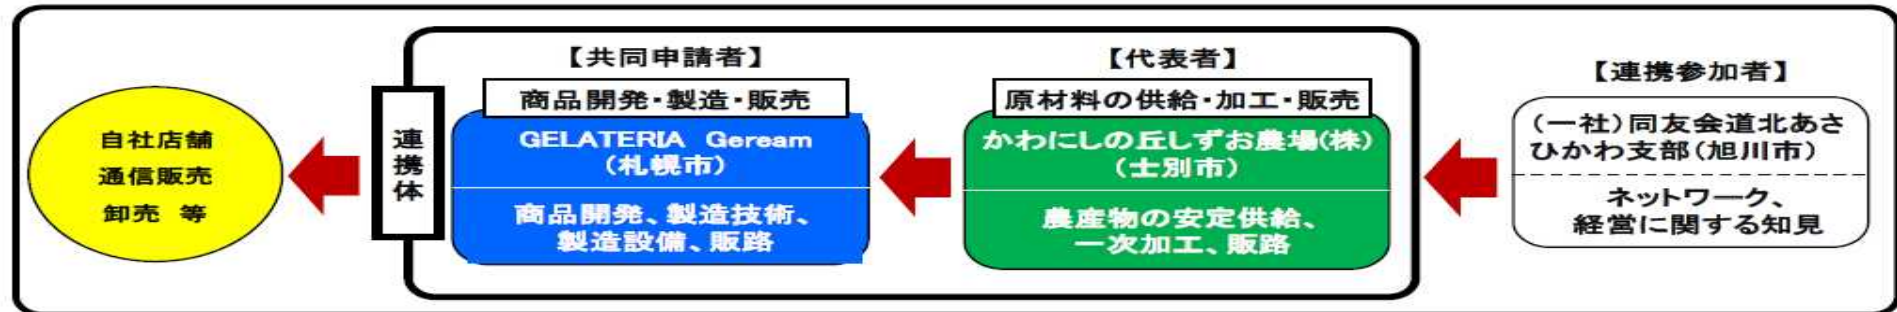 自社店舗
通信販売
卸売 等
連携体
【共同申請者】
商品開発・製造・販売
GELATERIA Geream
(札幌市)
商品開発、製造技術、
製造設備、販路
【代表者】
原材料の供給・加工・販売
かわにしの丘しずお農場(株)
(士別市)
農産物の安定供給、
一次加工、販路
【連携参加者】
(一社)同友会道北あさ
ひかわ支部(旭川市)
ネットワーク、
経営に関する知見